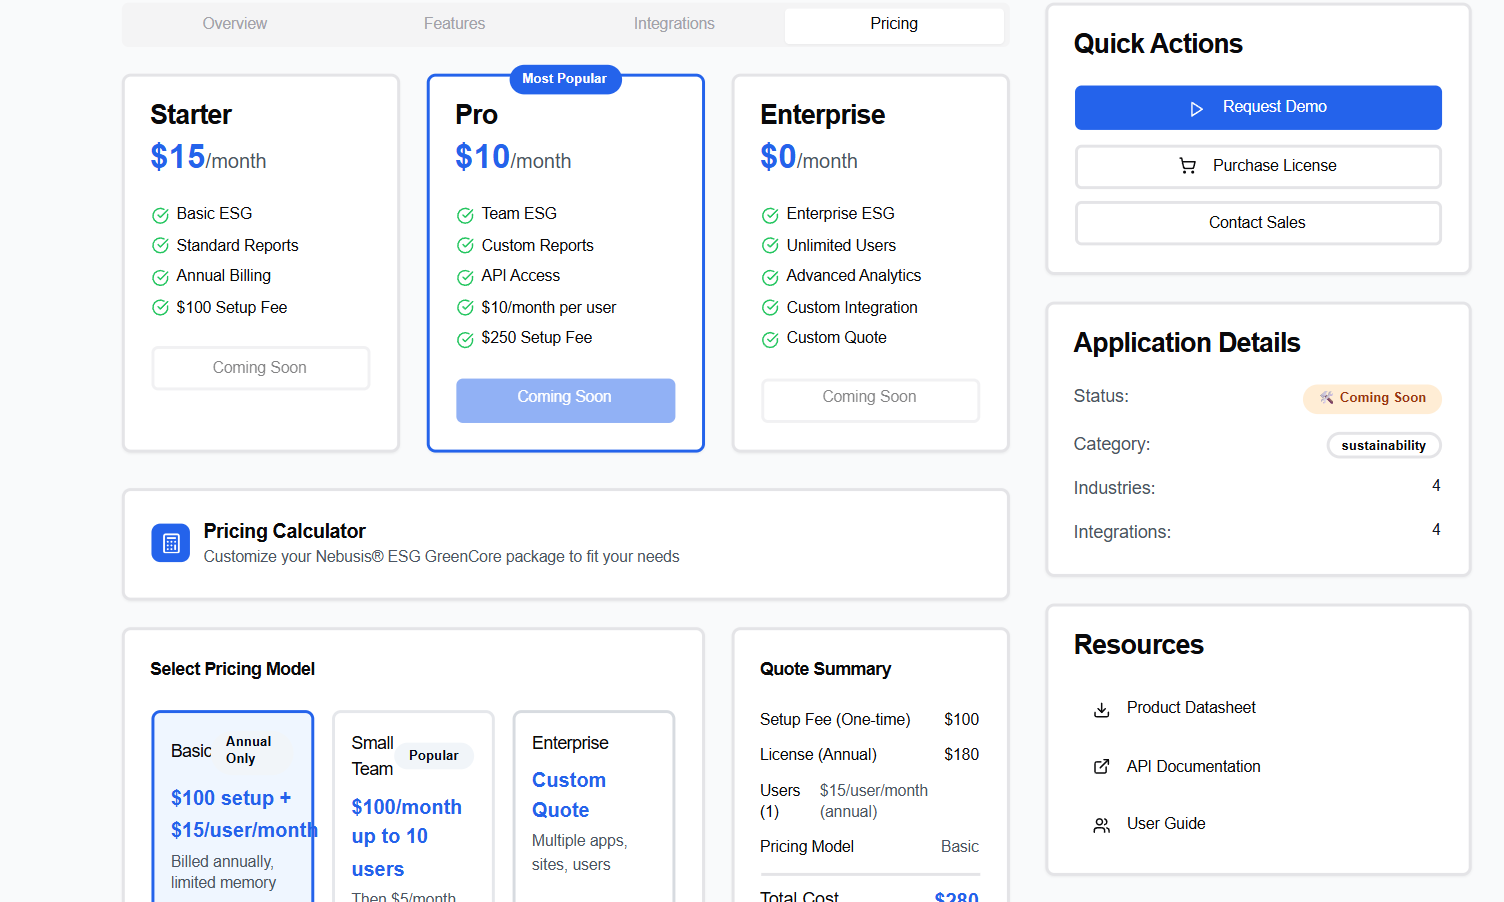 Overview
Features
Integrations
Pricing
Starter
$15/month
Basic ESG
Standard Reports
Annual Billing
$100 Setup Fee
Coming Soon
Most Popular
Pro
$10/month
Team ESG
Custom Reports
API Access
$10/month per user
$250 Setup Fee
Coming Soon
Enterprise
$0/month
Enterprise ESG
Unlimited Users
Advanced Analytics
Custom Integration
Custom Quote
Coming Soon
Pricing Calculator
Customize your Nebusis® ESG GreenCore package to fit your needs
Select Pricing Model
Basic
Annual
Only
$100 setup +
$15/user/month
Billed annually,
limited memory
Small
Team
Popular
$100/month
up to 10
users
Then $5/month
Enterprise
Custom
Quote
Multiple apps,
sites, users
Quote Summary
Setup Fee (One-time) $100
License (Annual) $180
Users
(1)
$15/user/month
(annual)
Pricing Model Basic
Total Cost $280
Quick Actions
Request Demo
Purchase License
Contact Sales
Application Details
Status: 🛠 Coming Soon
Category: sustainability
Industries: 4
Integrations: 4
Resources
Product Datasheet
API Documentation
User Guide